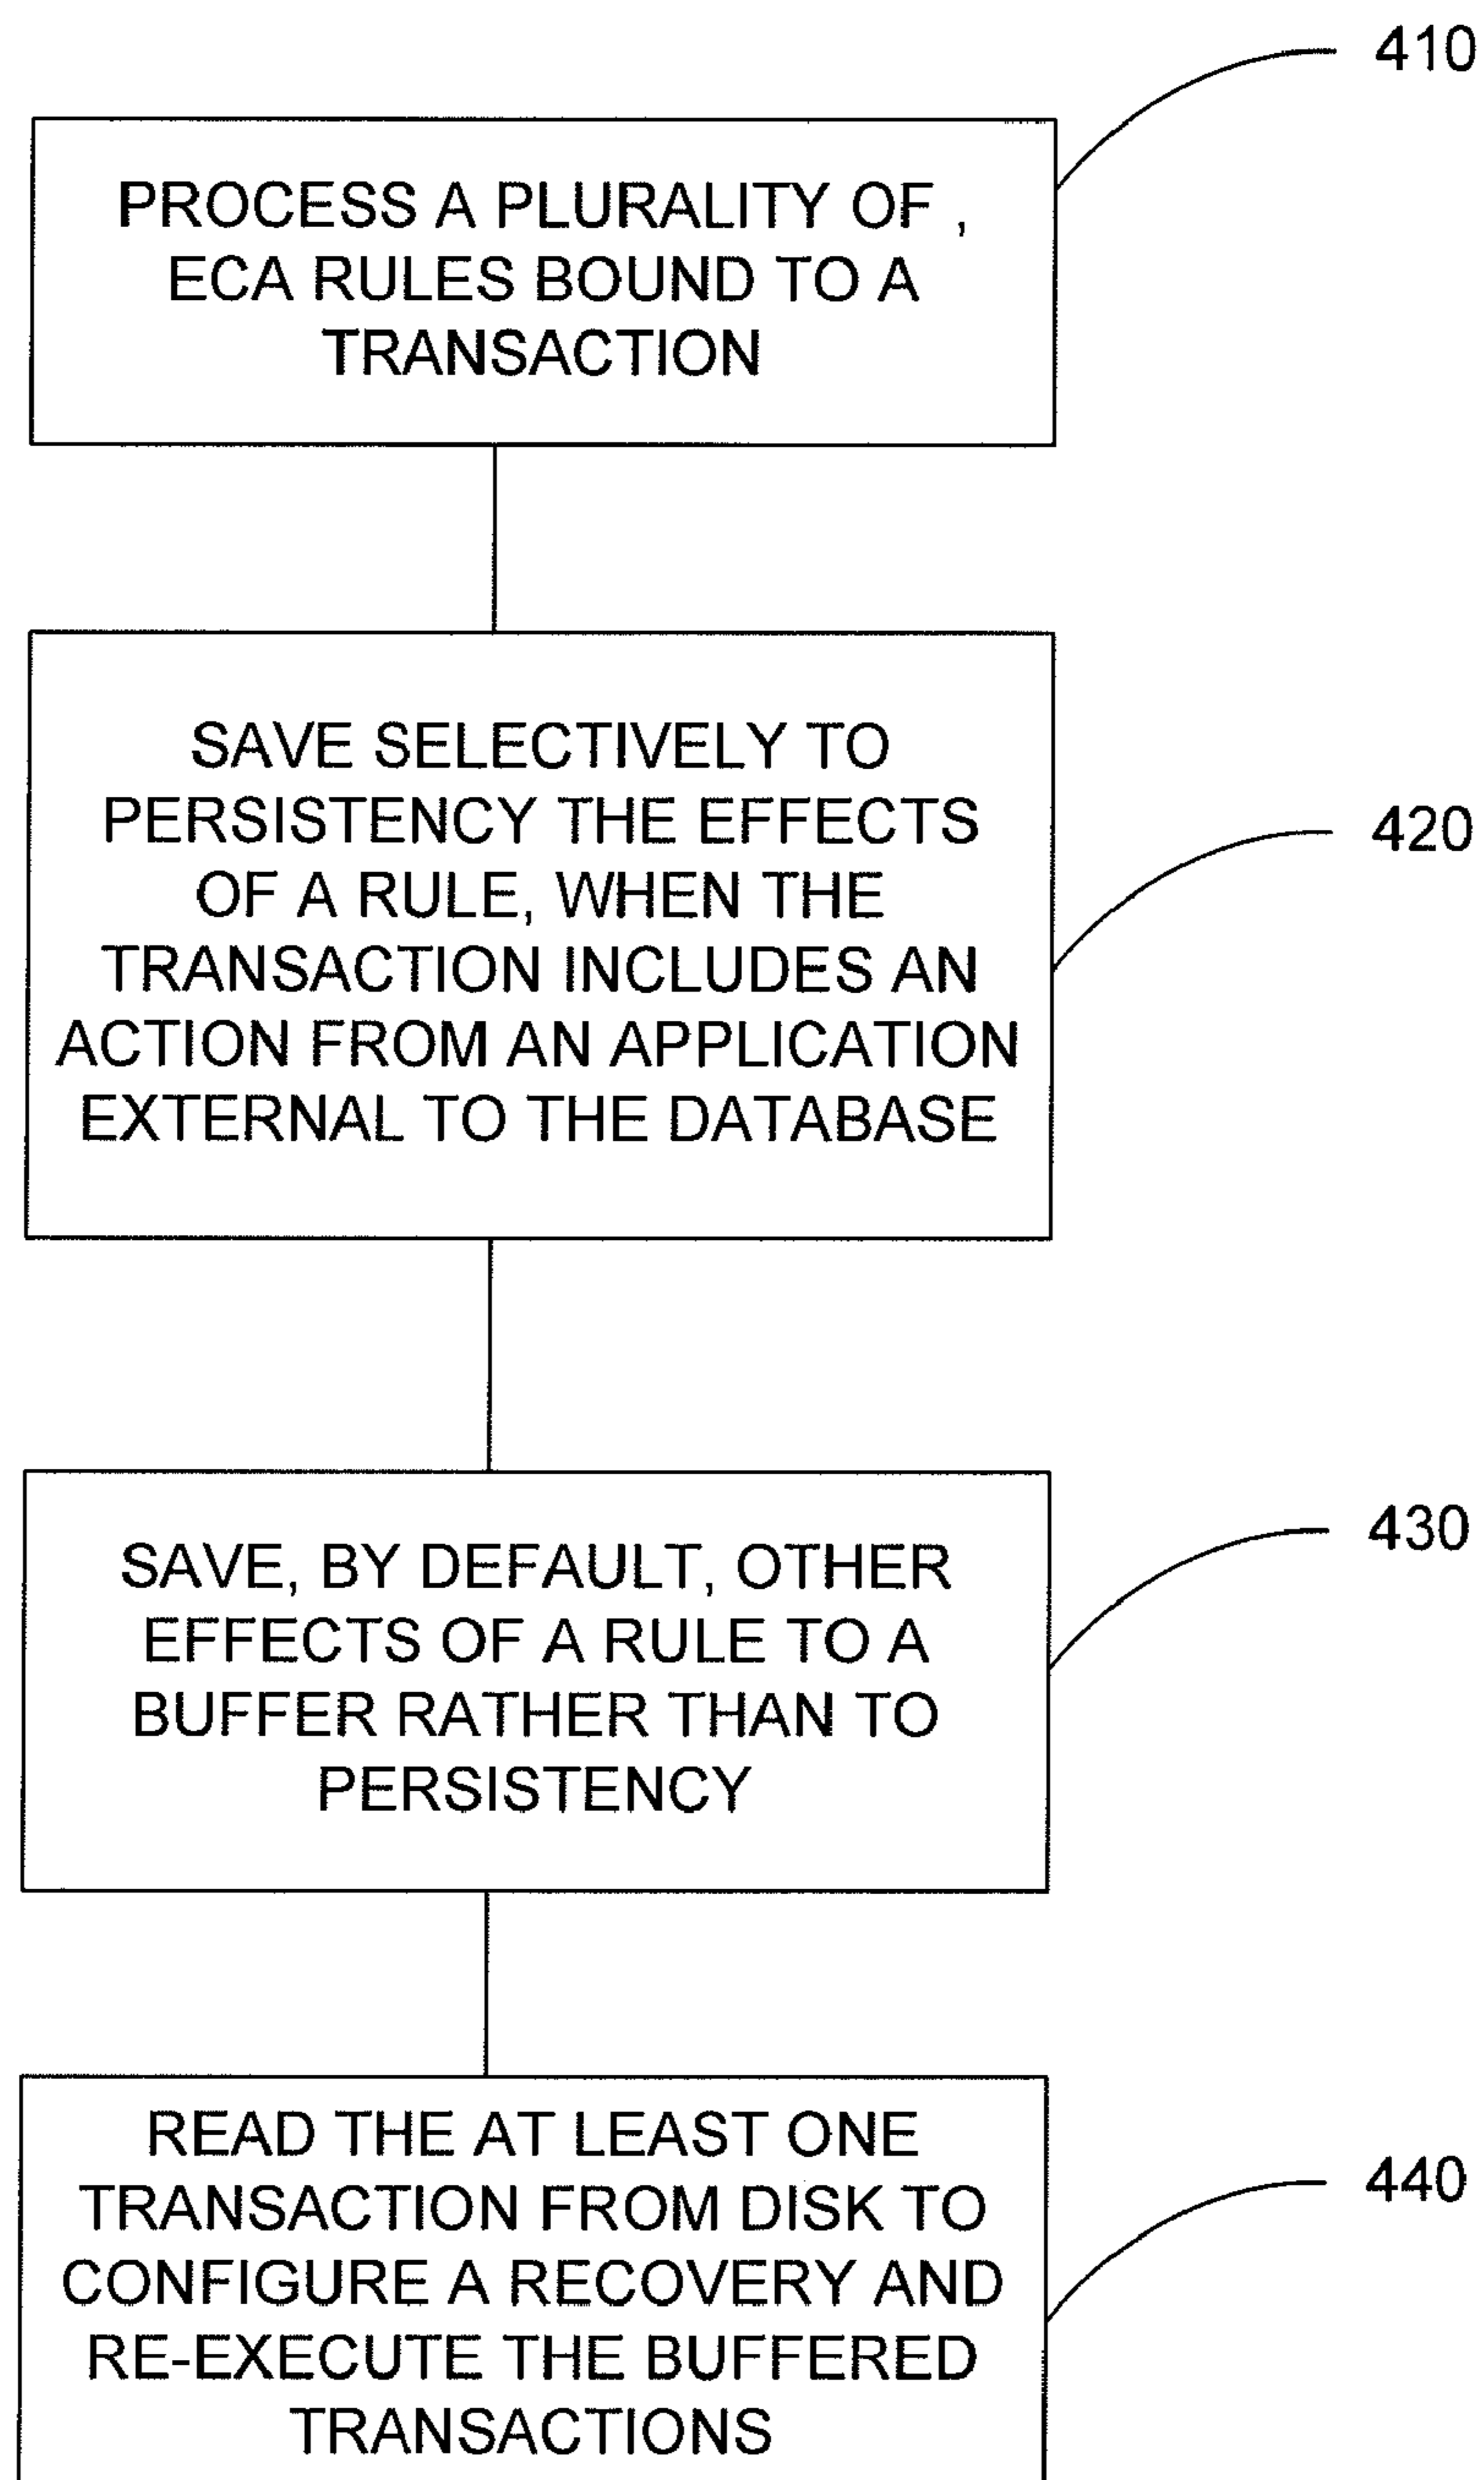 410
PROCESS A PLURALITY OF ,
ECA RULES BOUND TO A
TRANSACTION
SAVE SELECTIVELY TO
PERSISTENCY THE EFFECTS
OF A RULE, WHEN THE
TRANSACTION INCLUDES AN
ACTION FROM AN APPLICATION
EXTERNAL TO THE DATABASE
420
SAVE, BY DEFAULT, OTHER
EFFECTS OF A RULE TO A
BUFFER RATHER THAN TO
PERSISTENCY
430
READ THE AT LEAST ONE
TRANSACTION FROM DISK TO
CONFIGURE A RECOVERY AND
RE-EXECUTE THE BUFFERED
TRANSACTIONS
440